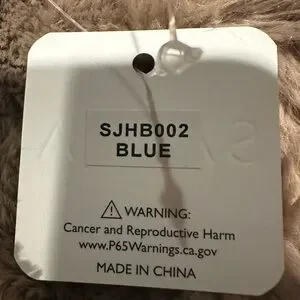 SJHB002
BLUE
⚠ WARNING:
Cancer and Reproductive Harm
www.P65Warnings.ca.gov
MADE IN CHINA